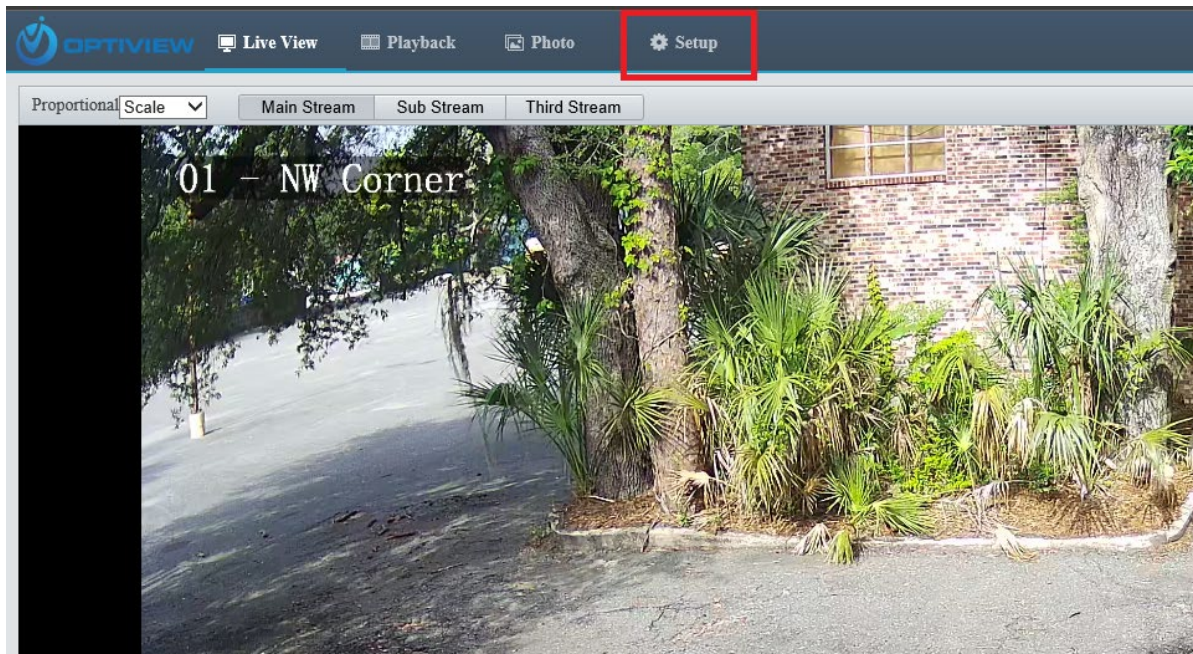 OPTIVIEW Live View Playback Photo Setup
Proportional Scale Main Stream Sub Stream Third Stream
01 - NW Corner